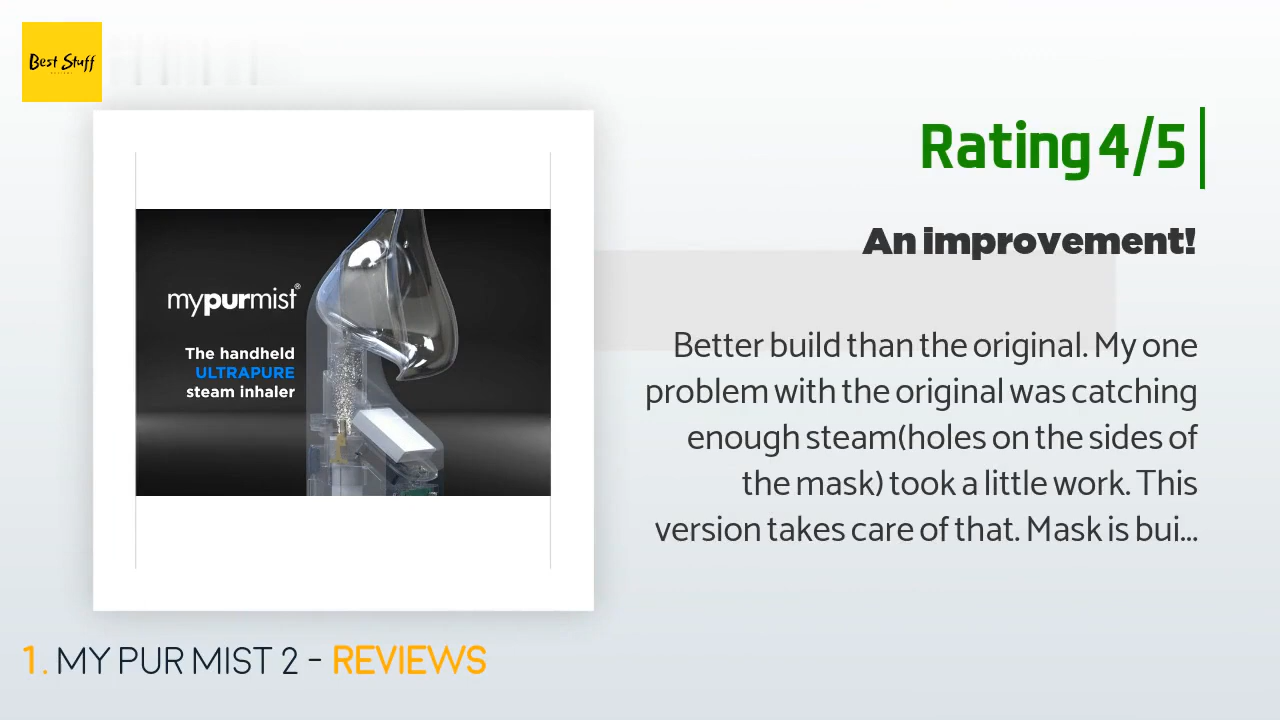 Best Stuff
mypurmist®
The handheld
ULTRAPURE
steam inhaler
Rating 4/5
An improvement!
Better build than the original. My one
problem with the original was catching
enough steam(holes on the sides of
the mask) took a little work. This
version takes care of that. Mask is bui...
1. MY PUR MIST 2 - REVIEWS